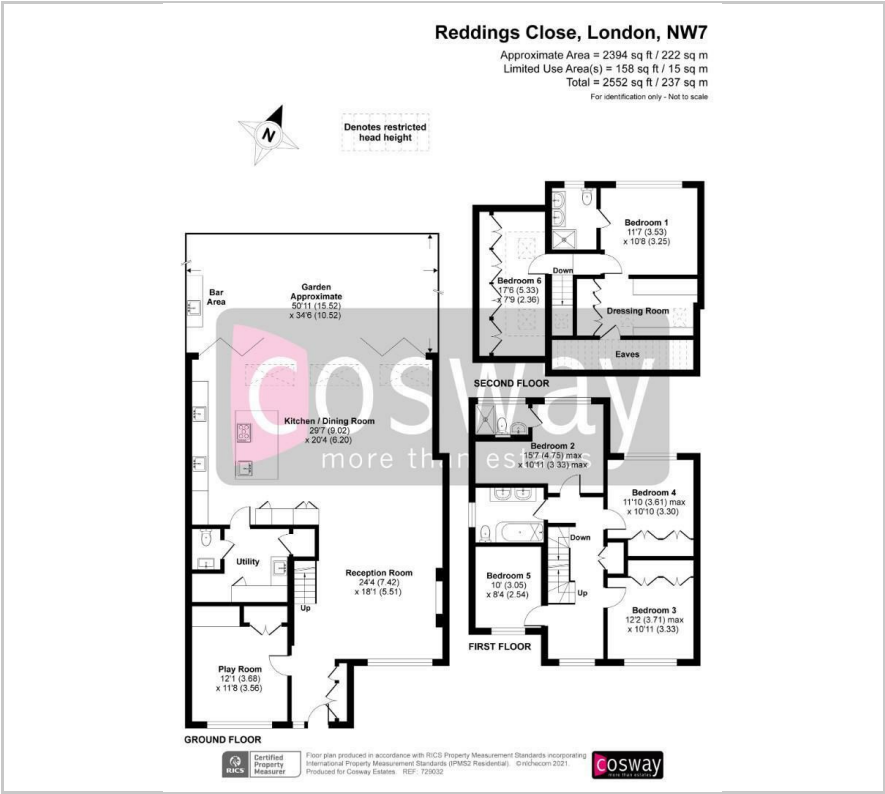 Reddings Close, London, NW7
Approximate Area = 2394 sq ft / 222 sq m
Limited Use Area(s) = 158 sq ft / 15 sq m
Total = 2552 sq ft / 237 sq m
For identification only - Not to scale
N
Denotes restricted
head height
Bedroom 1
11'7 (3.53)
x 10'8 (3.25)
Down
Bedroom 6
17'6 (5.33)
x 7'9 (2.36)
Dressing Room
Eaves
SECOND FLOOR
Bar
Area
Garden
Approximate
50'11 (15.52)
x 34'6 (10.52)
cosway
more than estates
Kitchen / Dining Room
29'7 (9.02)
x 20'4 (6.20)
Bedroom 2
15'7 (4.75) max
x 10'11 (3.33) max
Bedroom 4
11'10 (3.61) max
x 10'10 (3.30)
Down
Utility
Reception Room
24'4 (7.42)
x 18'1 (5.51)
Up
Bedroom 5
10' (3.05)
x 8'4 (2.54)
Up
Bedroom 3
12'2 (3.71) max
x 10'11 (3.33)
FIRST FLOOR
Play Room
12'1 (3.68)
x 11'8 (3.56)
GROUND FLOOR
RICS
Certified
Property
Measurer
Floor plan produced in accordance with RICS Property Measurement Standards incorporating
International Property Measurement Standards (IPMS2 Residential). © nichecom 2021.
Produced for Cosway Estates. REF: 729032
cosway
more than estates